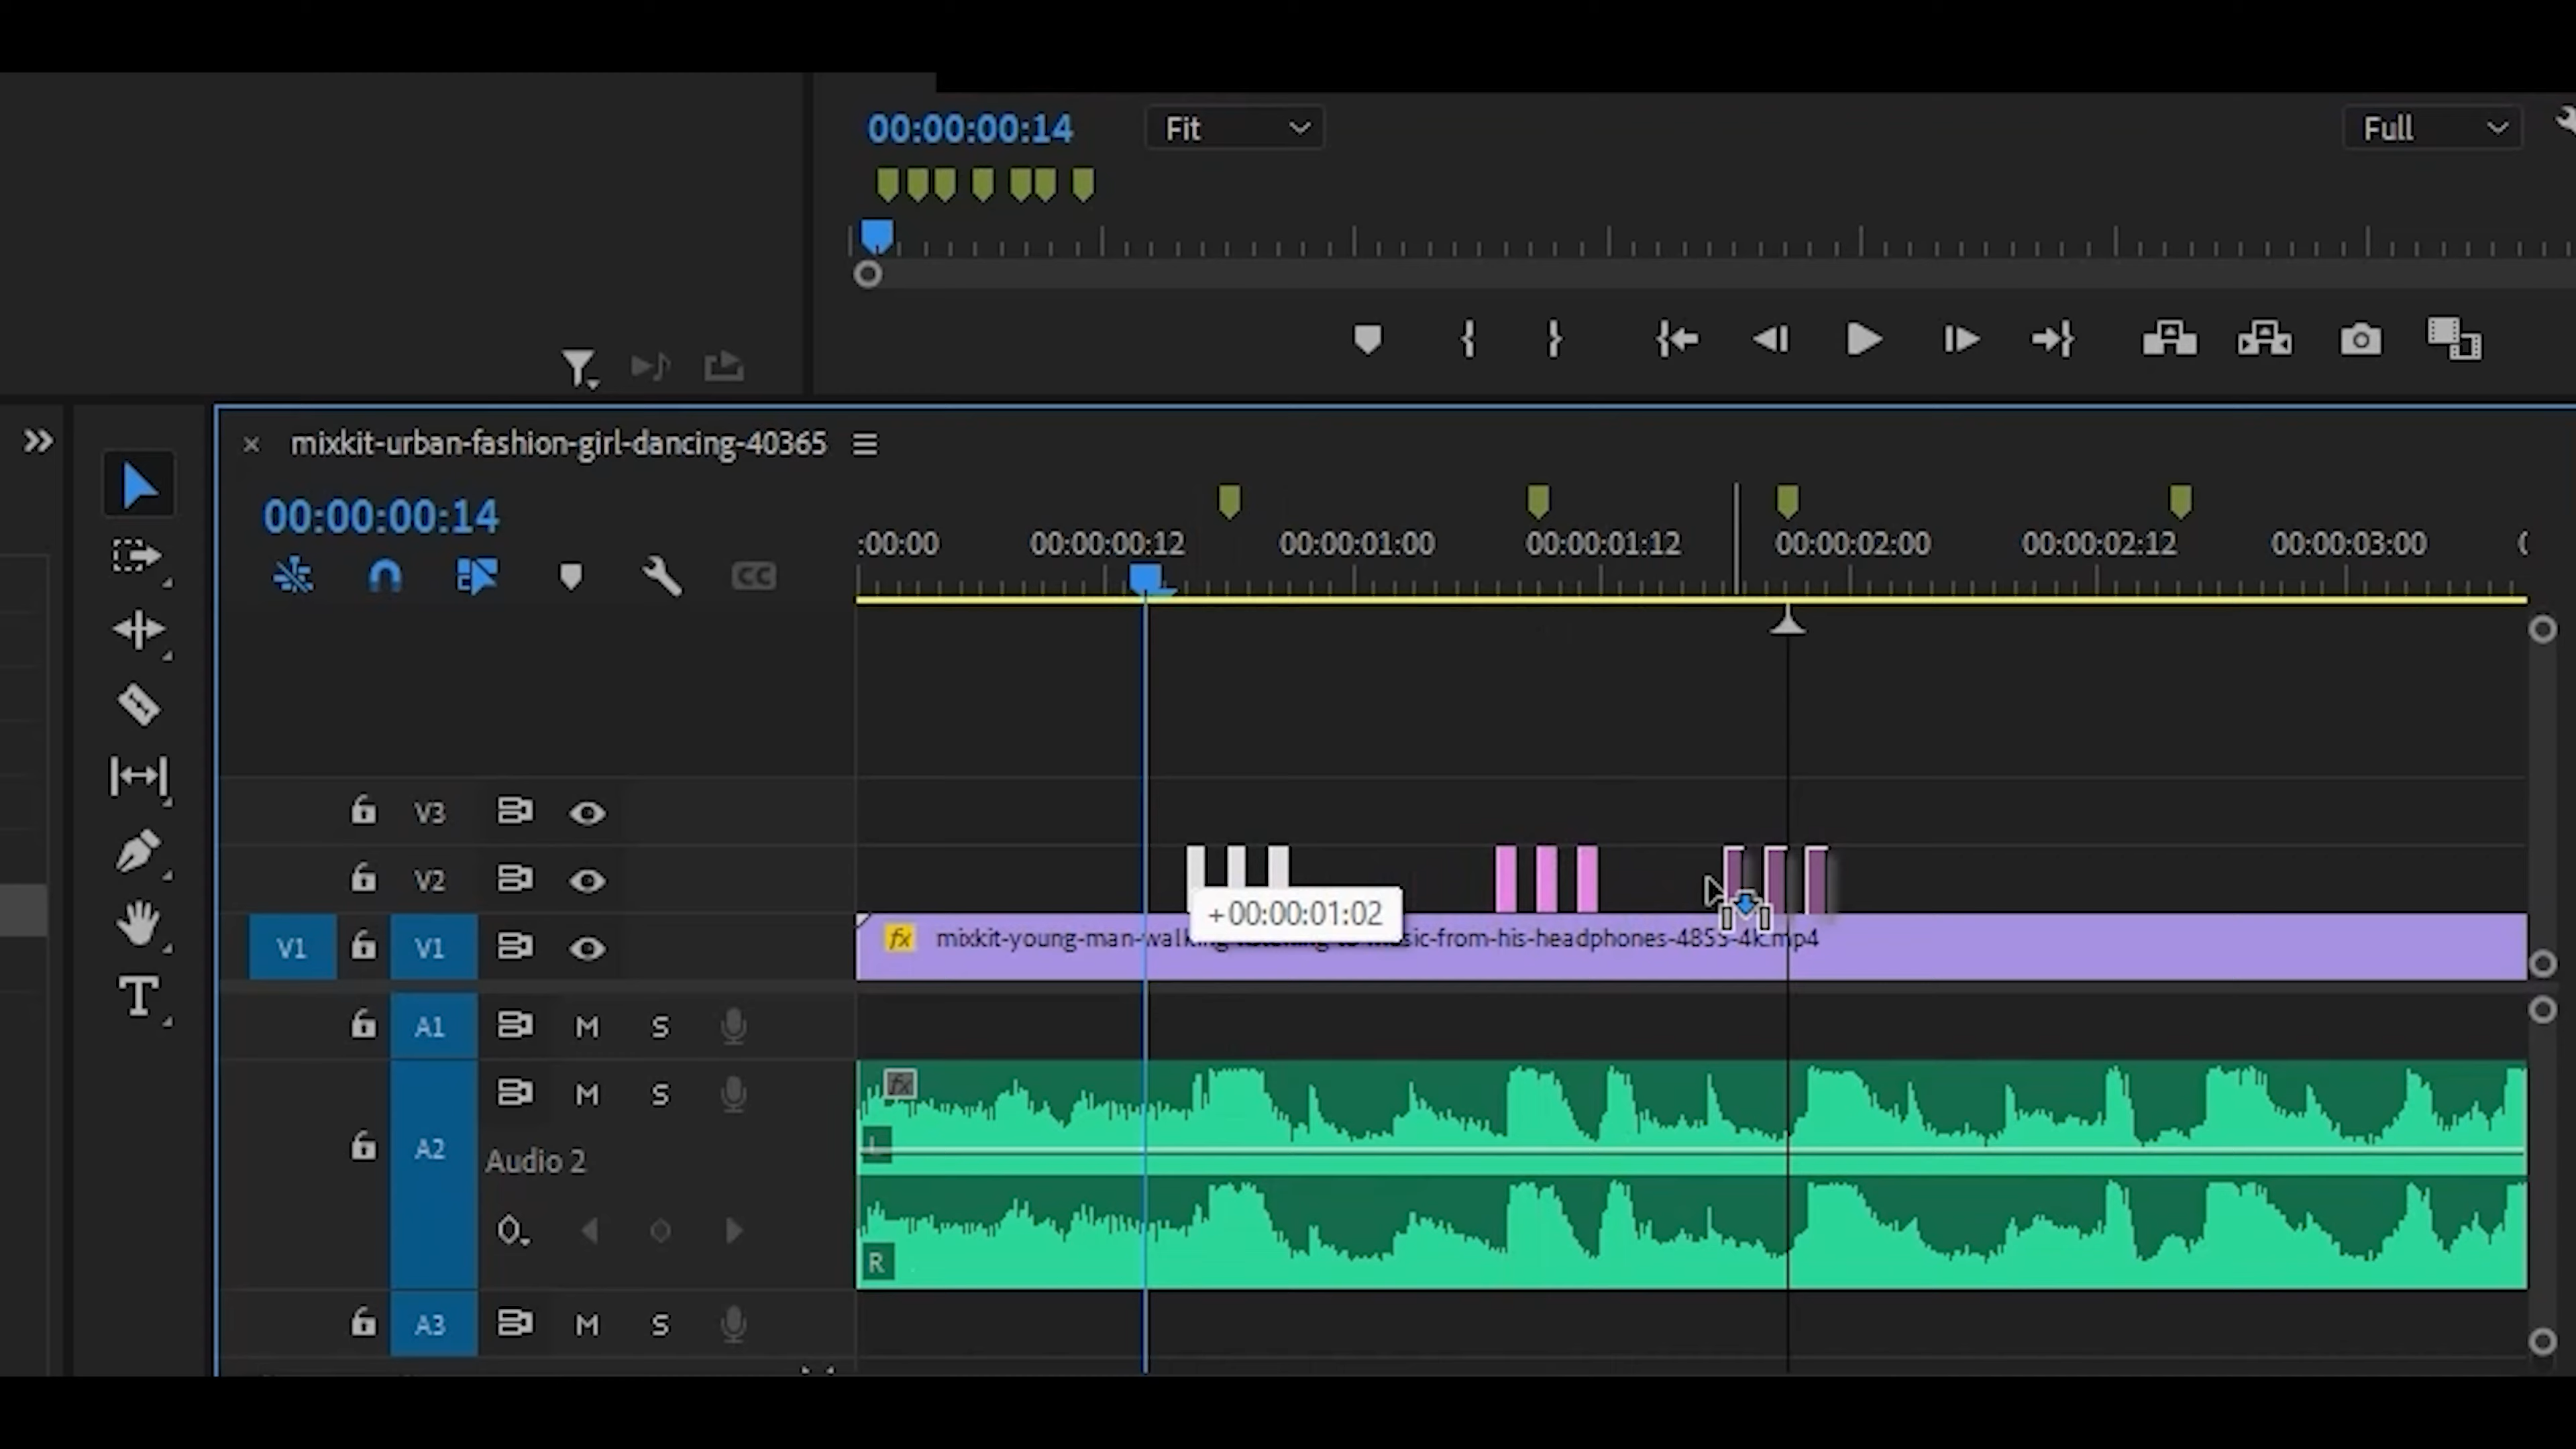 00:00:00:14
Fit
Full
mixkit-urban-fashion-girl-dancing-40365
00:00:00:14
:00:00
00:00:00:12
00:00:01:00
00:00:01:12
00:00:02:00
00:00:02:12
00:00:03:00
CC
V3
V2
+00:00:01:02
V1
V1
fx
mixkit-young-man-walking to music-from-his-headphones-4855-4k.mp4
A1
M
S
fx
M
S
L
A2
Audio 2
R
A3
M
S
T